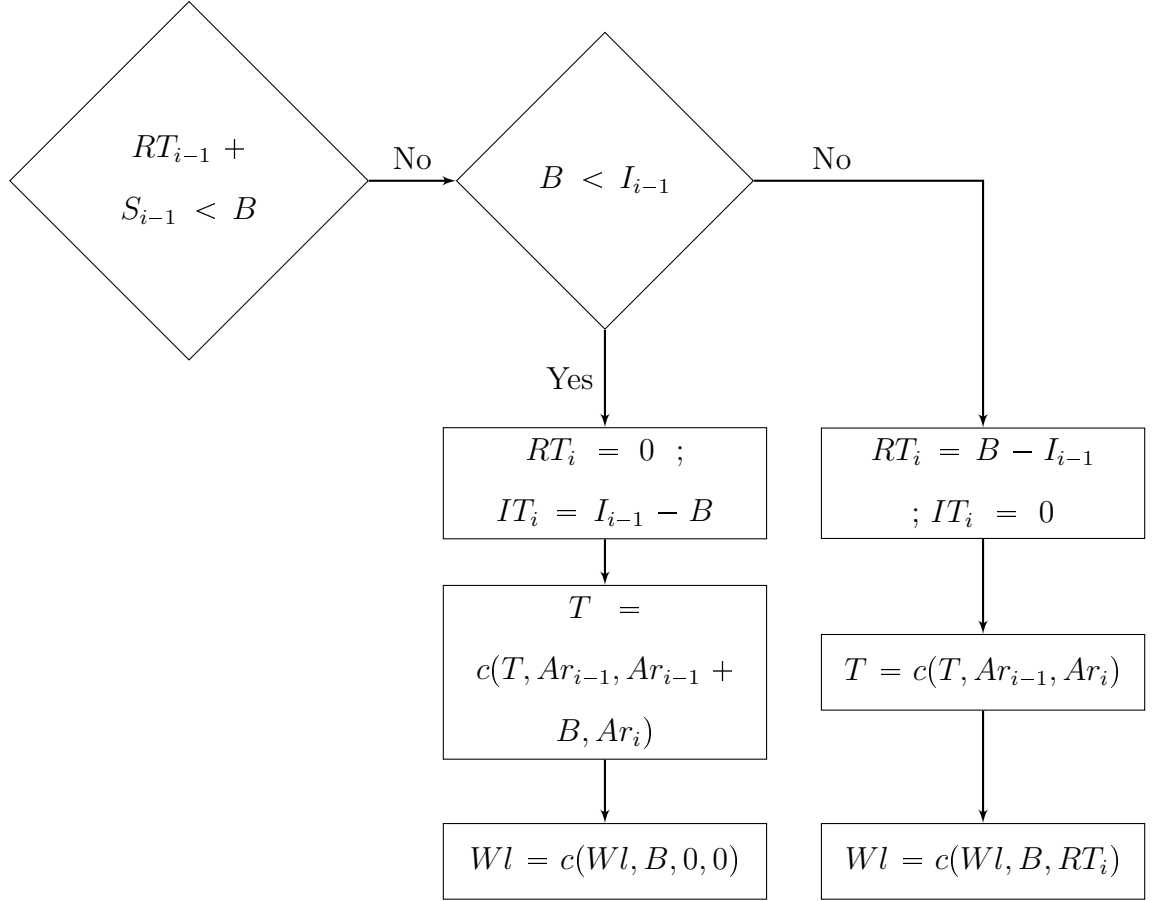 RT_{i−1} +
S_{i−1} < B
No
B < I_{i−1}
No
Yes
RT_i = 0 ;
IT_i = I_{i−1} − B
RT_i = B − I_{i−1}
; IT_i = 0
T =
c(T, Ar_{i−1}, Ar_{i−1} +
B, Ar_i)
T = c(T, Ar_{i−1}, Ar_i)
Wl = c(Wl, B, 0, 0)
Wl = c(Wl, B, RT_i)